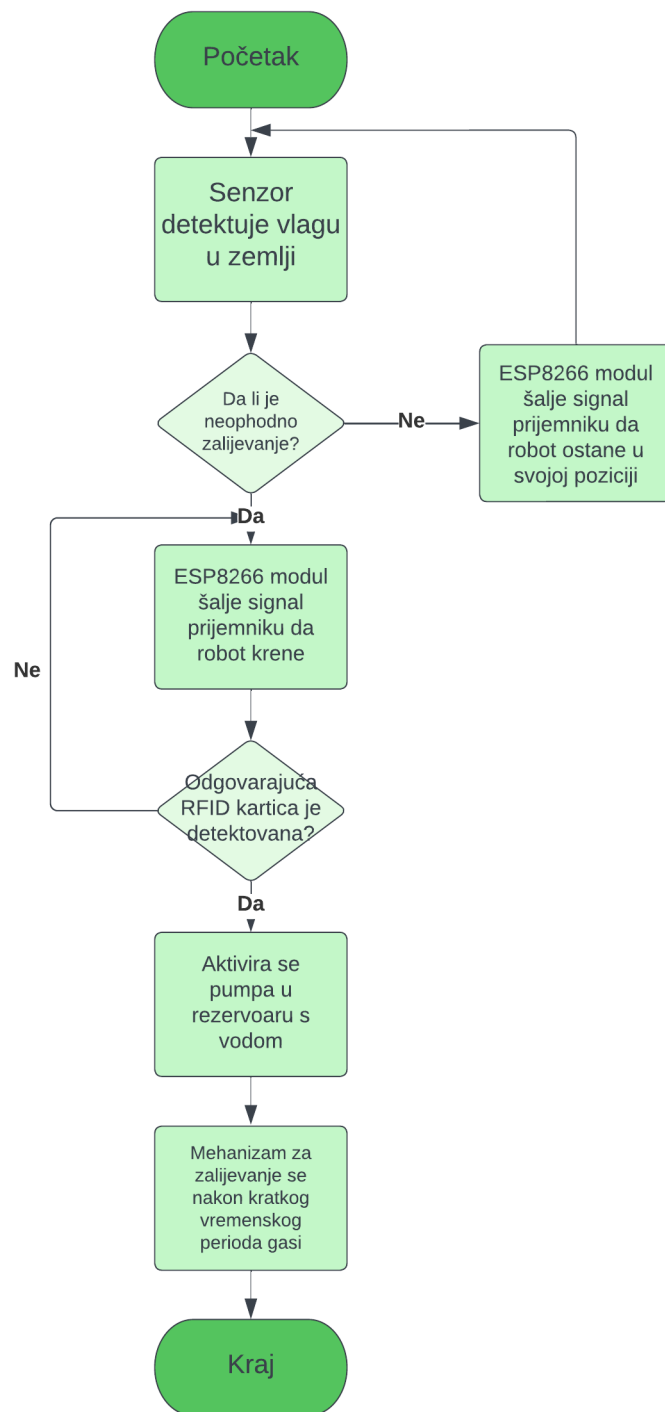 Početak
Senzor
detektuje vlagu
u zemlji
Da li je
neophodno
zalijevanje?
Ne
ESP8266 modul
šalje signal
prijemniku da
robot ostane u
svojoj poziciji
Da
ESP8266 modul
šalje signal
prijemniku da
robot krene
Ne
Odgovarajuća
RFID kartica je
detektovana?
Da
Aktivira se
pumpa u
rezervoaru s
vodom
Mehanizam za
zalijevanje se
nakon kratkog
vremenskog
perioda gasi
Kraj